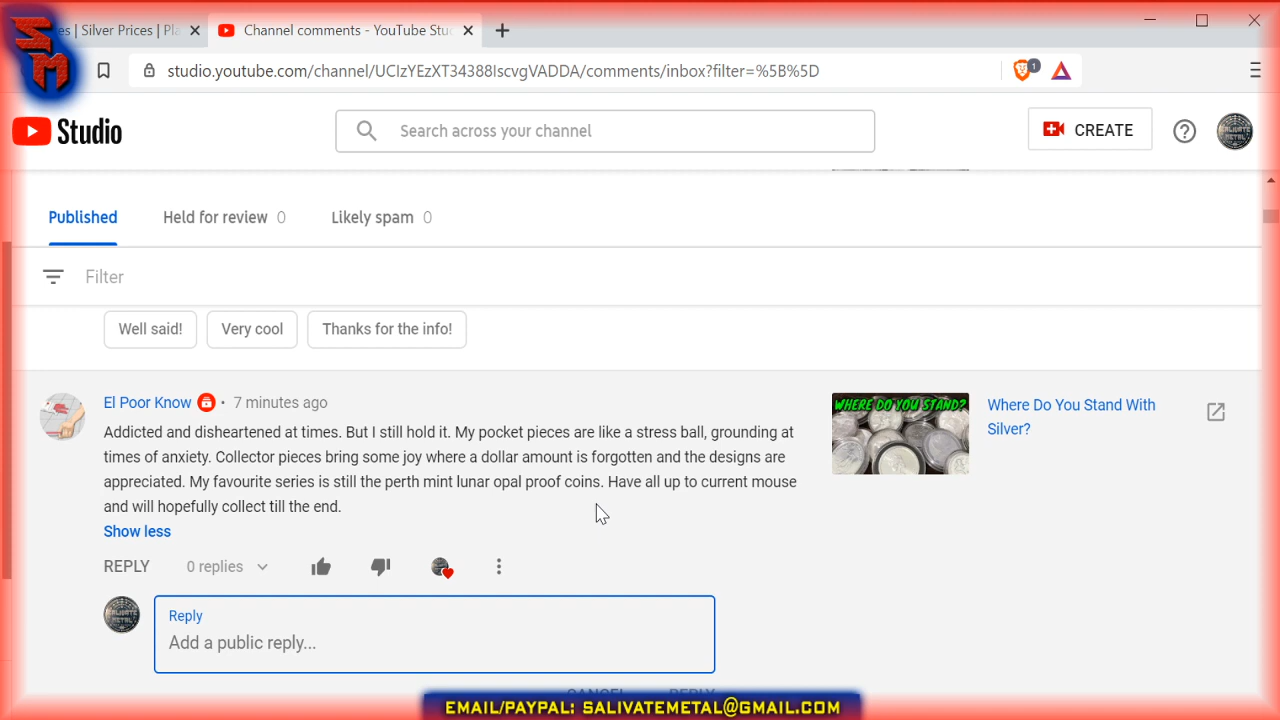 SM
es | Silver Prices | Pla
Channel comments - YouTube Stud
studio.youtube.com/channel/UCIzYEzXT34388IscvgVADDA/comments/inbox?filter=%5B%5D
1
Studio
Search across your channel
CREATE
Published
Held for review 0
Likely spam 0
Filter
Well said!
Very cool
Thanks for the info!
El Poor Know • 7 minutes ago
Addicted and disheartened at times. But I still hold it. My pocket pieces are like a stress ball, grounding at
times of anxiety. Collector pieces bring some joy where a dollar amount is forgotten and the designs are
appreciated. My favourite series is still the perth mint lunar opal proof coins. Have all up to current mouse
and will hopefully collect till the end.
Show less
WHERE DO YOU STAND?
Where Do You Stand With
Silver?
REPLY
0 replies
Reply
Add a public reply...
CANCEL
REPLY
EMAIL/PAYPAL: SALIVATEMETAL@GMAIL.COM